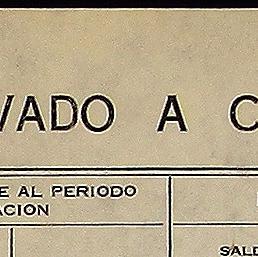 VADO A C
E AL PERIODO
ACION
SALD